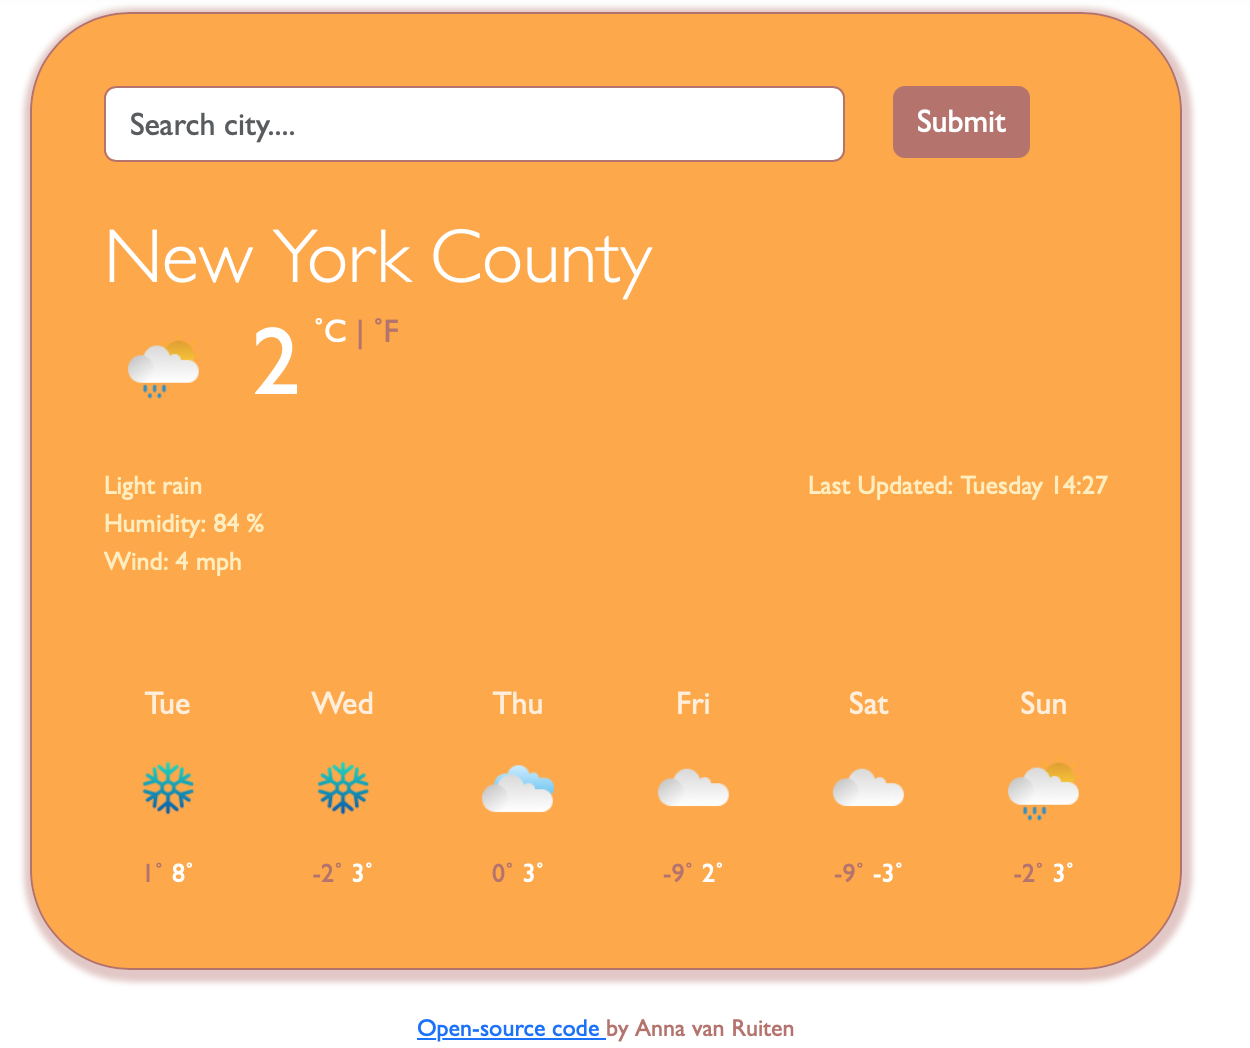 Search city....
Submit
New York County
2 °C | °F
Light rain
Last Updated: Tuesday 14:27
Humidity: 84 %
Wind: 4 mph
Tue Wed Thu Fri Sat Sun
1° 8° -2° 3° 0° 3° -9° 2° -9° -3° -2° 3°
Open-source code by Anna van Ruiten